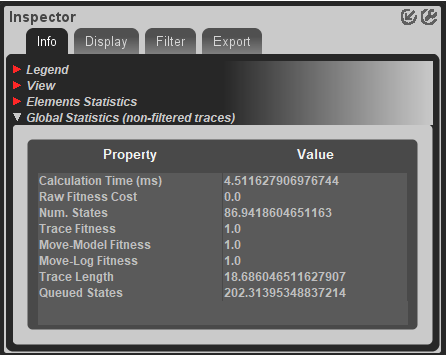 Inspector
Info Display Filter Export
Legend
View
Elements Statistics
Global Statistics (non-filtered traces)
Property Value
Calculation Time (ms) 4.511627906976744
Raw Fitness Cost 0.0
Num. States 86.9418604651163
Trace Fitness 1.0
Move-Model Fitness 1.0
Move-Log Fitness 1.0
Trace Length 18.686046511627907
Queued States 202.31395348837214